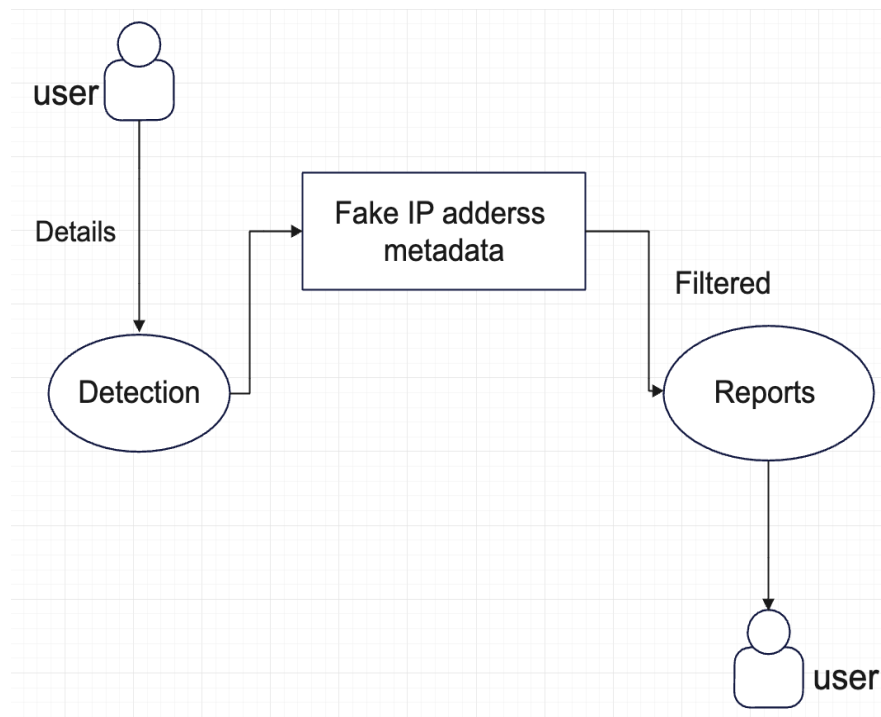 user
Details
Fake IP adderss
metadata
Filtered
Detection
Reports
user